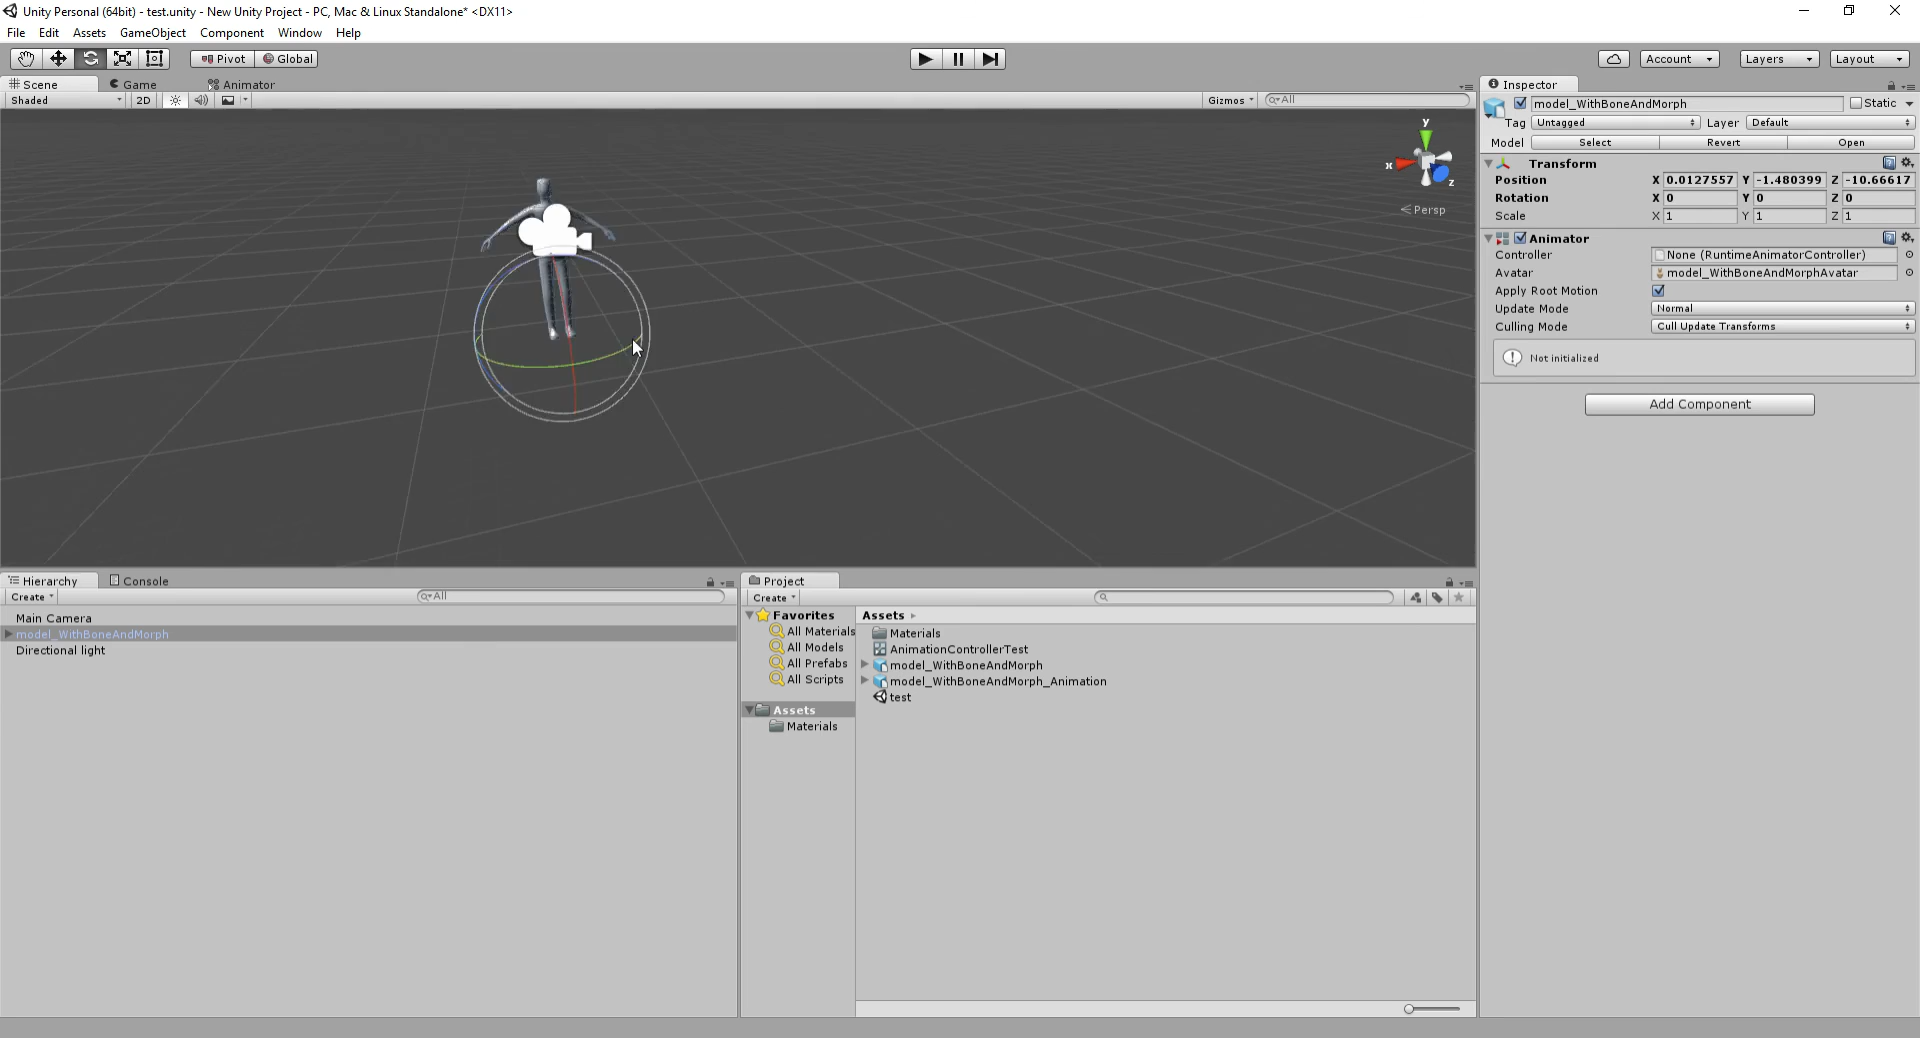 Unity Personal (64bit) - test.unity - New Unity Project - PC, Mac & Linux Standalone* <DX11>
File Edit Assets GameObject Component Window Help
Pivot Global Account Layers Layout
Scene Game Animator
Shaded 2D Gizmos All
y
x
z
Persp
Inspector
model_WithBoneAndMorph Static
Tag Untagged Layer Default
Model Select Revert Open
Transform
Position X 0.0127557 Y -1.480399 Z -10.66617
Rotation X 0 Y 0 Z 0
Scale X 1 Y 1 Z 1
Animator
Controller None (RuntimeAnimatorController)
Avatar model_WithBoneAndMorphAvatar
Apply Root Motion
Update Mode Normal
Culling Mode Cull Update Transforms
Not initialized
Add Component
Hierarchy Console
Create All
Main Camera
model_WithBoneAndMorph
Directional light
Project
Create
Favorites
All Materials
All Models
All Prefabs
All Scripts
Assets
Materials
Assets
Materials
AnimationControllerTest
model_WithBoneAndMorph
model_WithBoneAndMorph_Animation
test